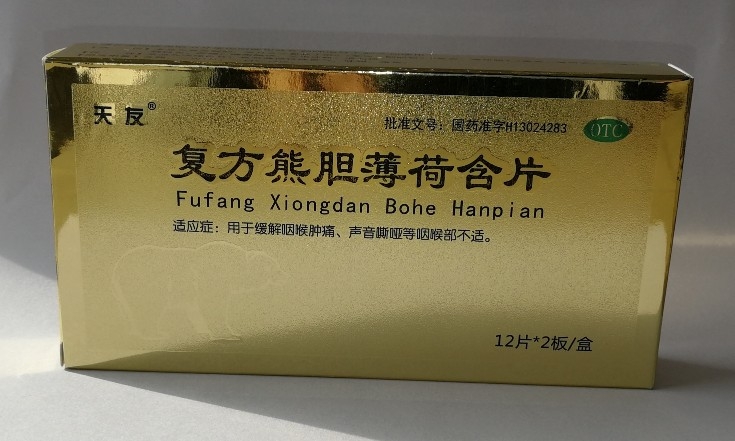 天友®
批准文号：国药准字H13024283 OTC
复方熊胆薄荷含片
Fufang Xiongdan Bohe Hanpian
适应症：用于缓解咽喉肿痛、声音嘶哑等咽喉部不适。
12片*2板/盒